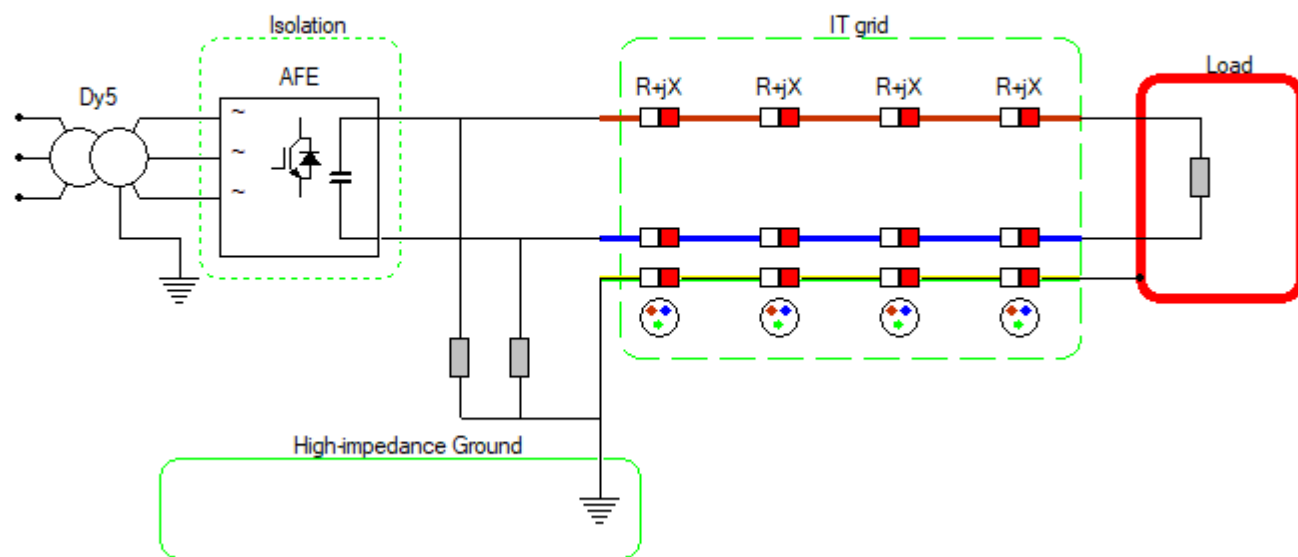 Isolation
IT grid
Load
Dy5
AFE
R+jX
R+jX
R+jX
R+jX
~
~
~
High-impedance Ground